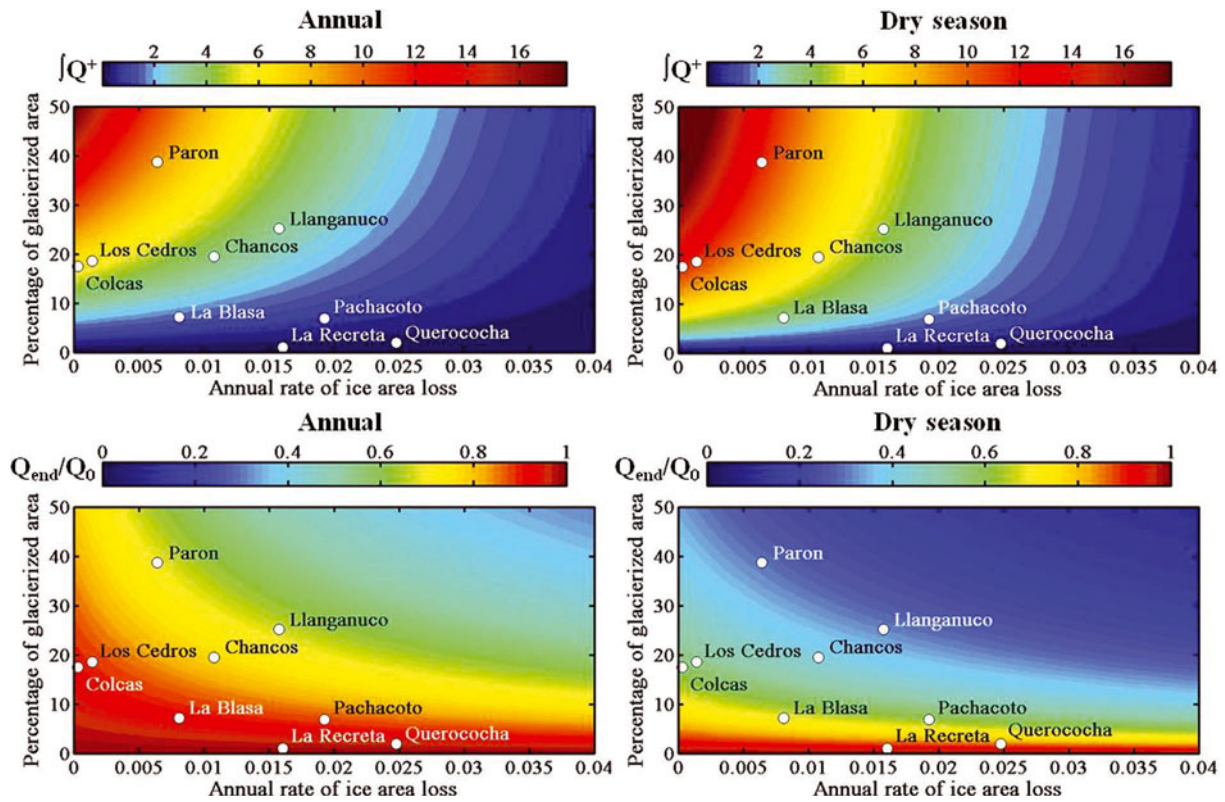 Annual
∫Q⁺ 2 4 6 8 10 12 14 16
Percentage of glacierized area
50
40
30
20
10
0
Paron
Llanganuco
Los Cedros
Chancos
Colcas
La Blasa
Pachacoto
La Recreta
Querococha
0 0.005 0.01 0.015 0.02 0.025 0.03 0.035 0.04
Annual rate of ice area loss
Dry season
∫Q⁺ 2 4 6 8 10 12 14 16
Percentage of glacierized area
50
40
30
20
10
0
Paron
Llanganuco
Los Cedros
Chancos
Colcas
La Blasa
Pachacoto
La Recreta
Querococha
0 0.005 0.01 0.015 0.02 0.025 0.03 0.035 0.04
Annual rate of ice area loss
Annual
0 0.2 0.4 0.6 0.8 1
Qend/Q0
Percentage of glacierized area
50
40
30
20
10
0
Paron
Llanganuco
Los Cedros
Chancos
Colcas
La Blasa
Pachacoto
La Recreta
Querococha
0 0.005 0.01 0.015 0.02 0.025 0.03 0.035 0.04
Annual rate of ice area loss
Dry season
0 0.2 0.4 0.6 0.8 1
Qend/Q0
Percentage of glacierized area
50
40
30
20
10
0
Paron
Llanganuco
Los Cedros
Chancos
Colcas
La Blasa
Pachacoto
La Recreta
Querococha
0 0.005 0.01 0.015 0.02 0.025 0.03 0.035 0.04
Annual rate of ice area loss